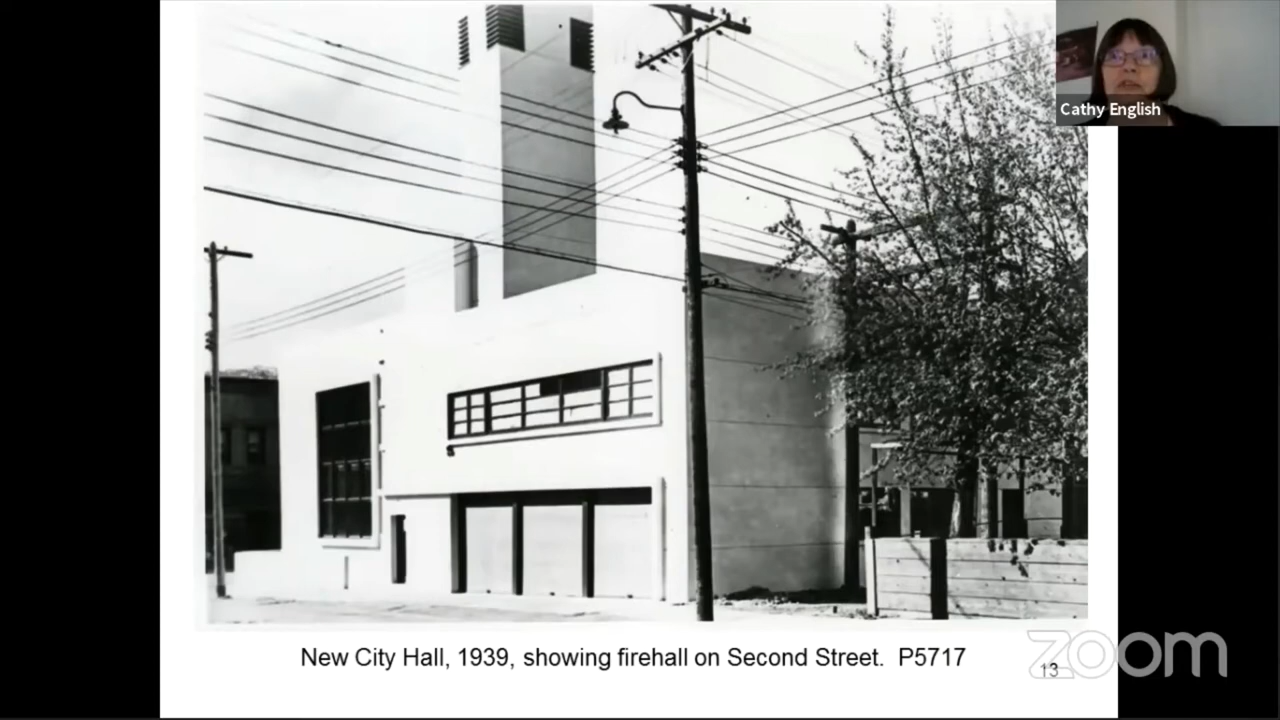 Cathy English
New City Hall, 1939, showing firehall on Second Street. P5717
13
zoom